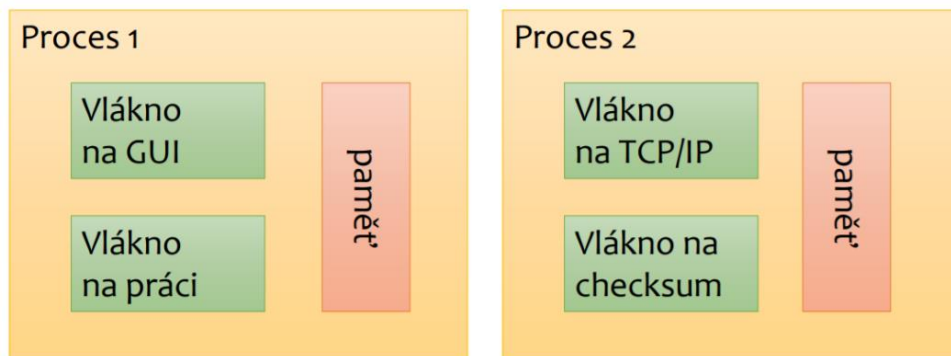 Proces 1
Vlákno
na GUI
Vlákno
na práci
paměť
Proces 2
Vlákno
na TCP/IP
Vlákno na
checksum
paměť